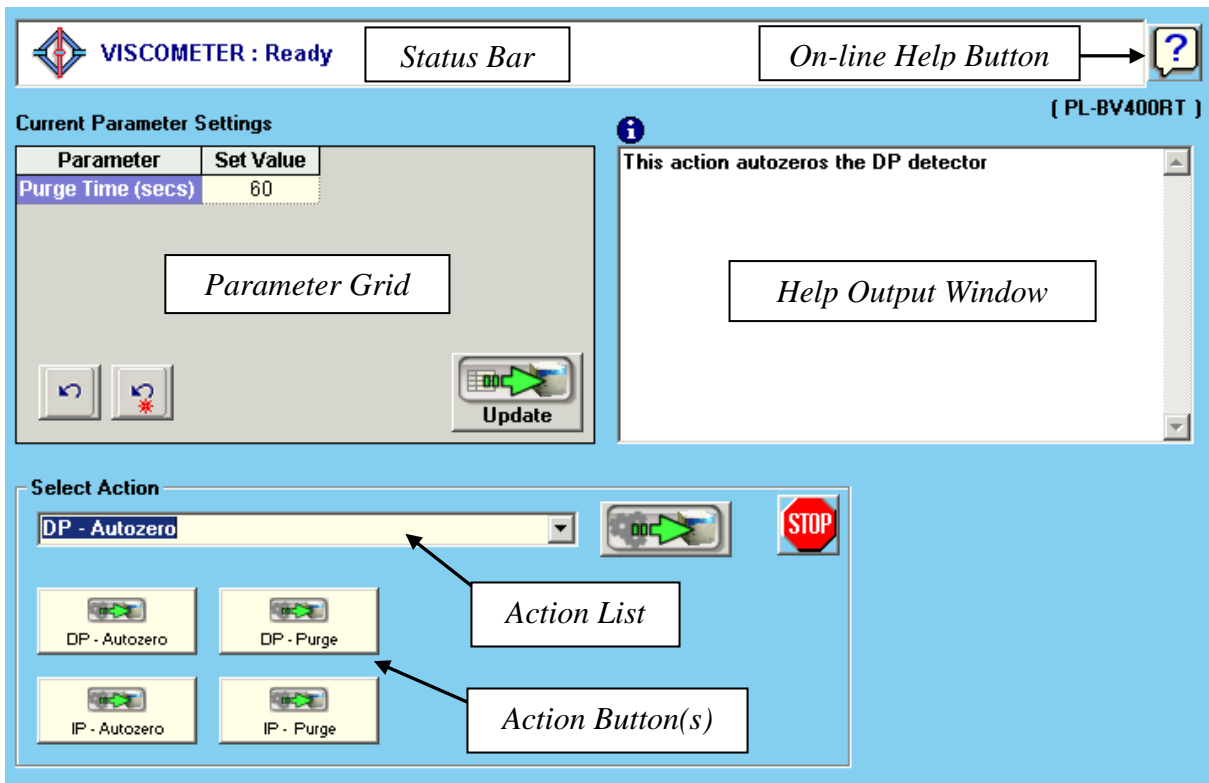 VISCOMETER : Ready
Status Bar
On-line Help Button
?
( PL-BV400RT )
Current Parameter Settings
i
Parameter Set Value
Purge Time (secs) 60
This action autozeros the DP detector
Parameter Grid
Help Output Window
Update
Select Action
DP - Autozero
STOP
Action List
DP - Autozero
DP - Purge
Action Button(s)
IP - Autozero
IP - Purge